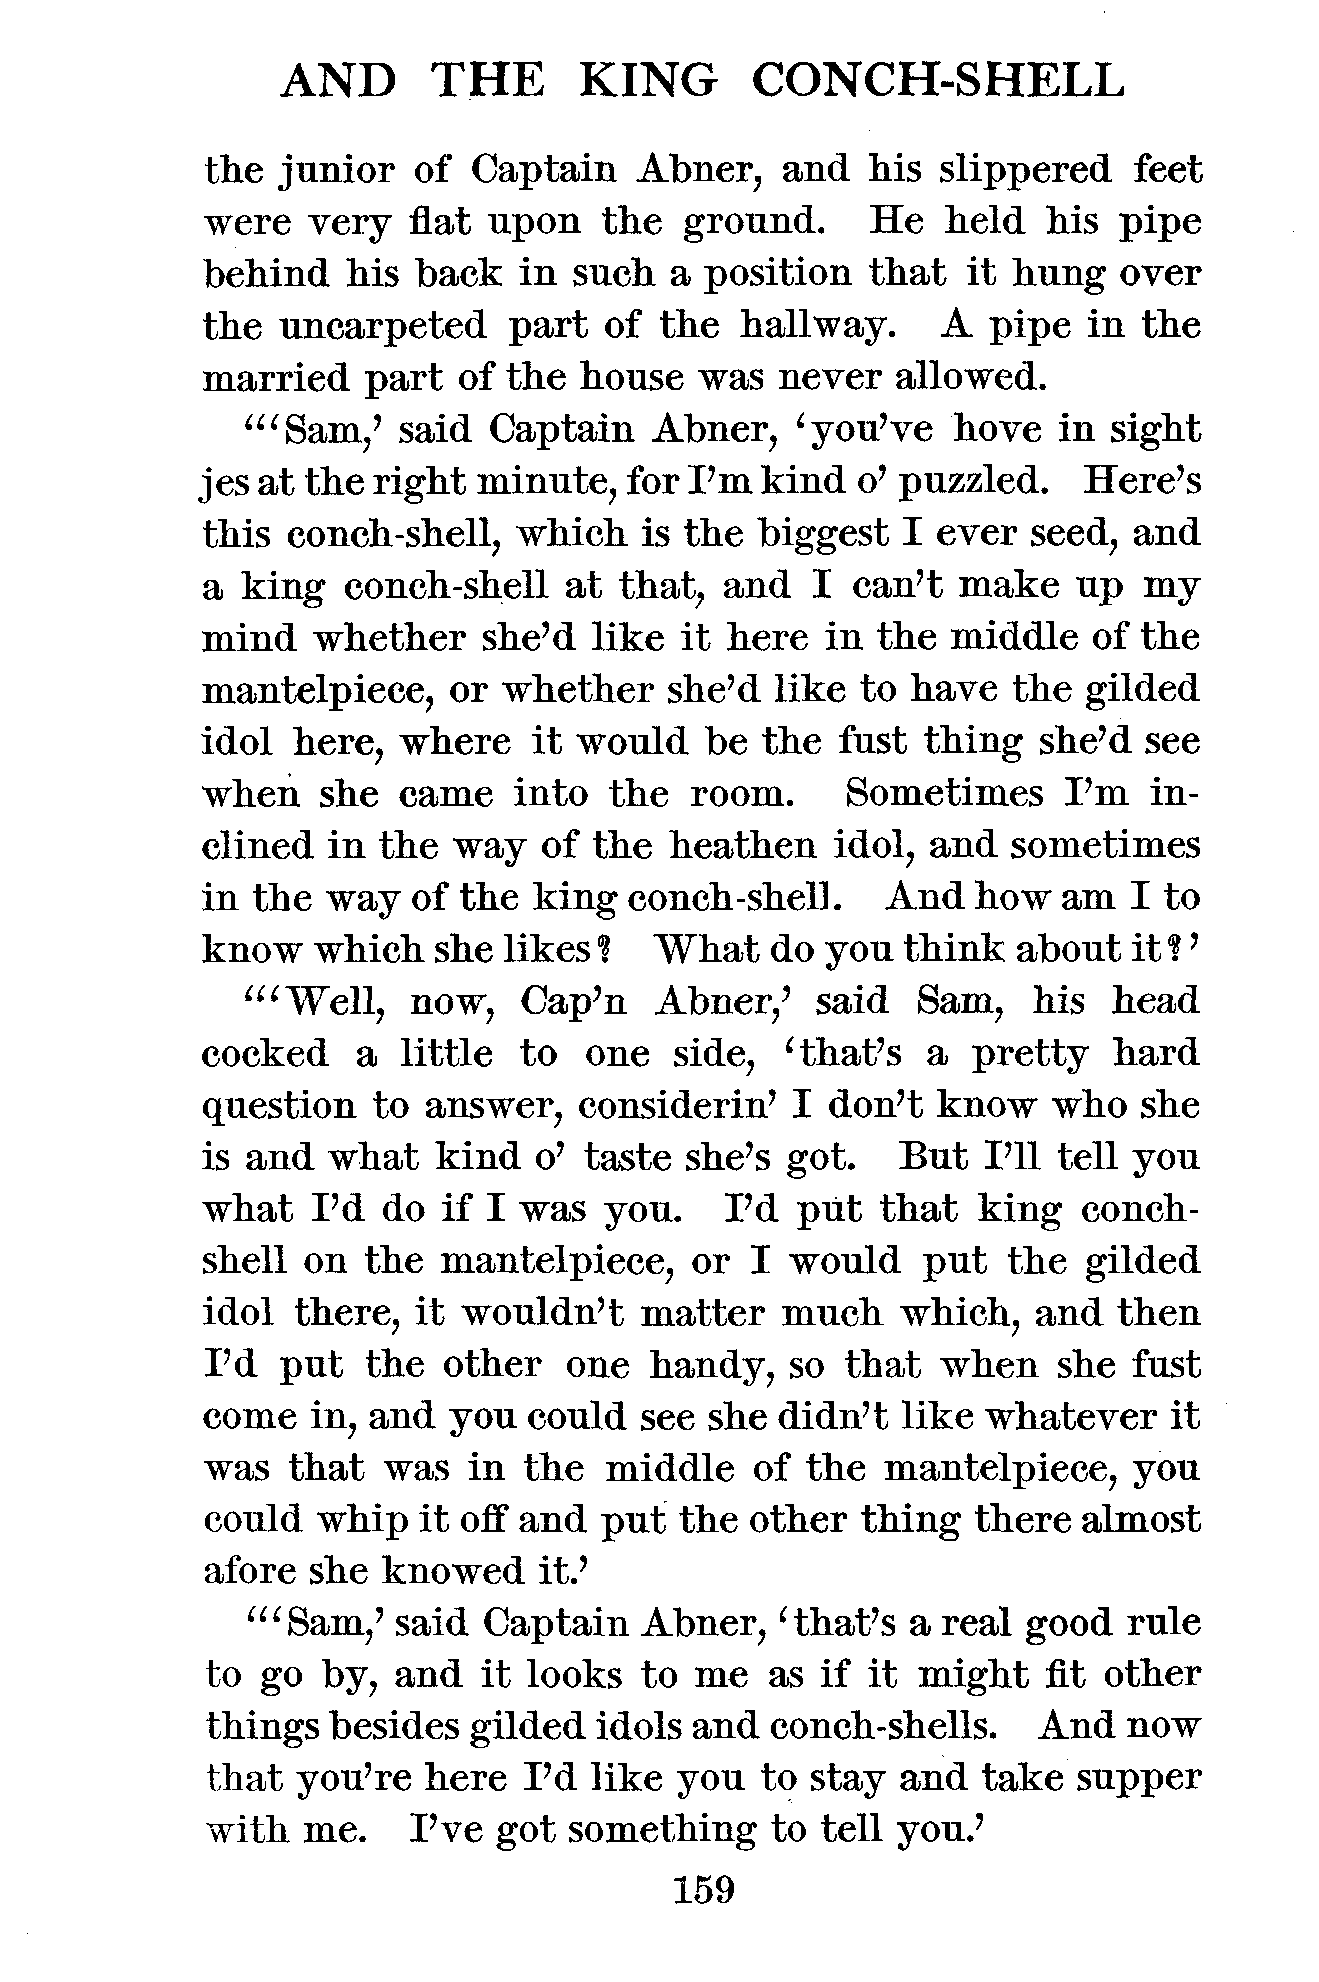 AND THE KING CONCH-SHELL
the junior of Captain Abner, and his slippered feet
were very flat upon the ground. He held his pipe
behind his back in such a position that it hung over
the uncarpeted part of the hallway. A pipe in the
married part of the house was never allowed.
“‘Sam,’ said Captain Abner, ‘you’ve hove in sight
jes at the right minute, for I’m kind o’ puzzled. Here’s
this conch-shell, which is the biggest I ever seed, and
a king conch-shell at that, and I can’t make up my
mind whether she’d like it here in the middle of the
mantelpiece, or whether she’d like to have the gilded
idol here, where it would be the fust thing she’d see
when she came into the room. Sometimes I’m in-
clined in the way of the heathen idol, and sometimes
in the way of the king conch-shell. And how am I to
know which she likes? What do you think about it?’
“‘Well, now, Cap’n Abner,’ said Sam, his head
cocked a little to one side, ‘that’s a pretty hard
question to answer, considerin’ I don’t know who she
is and what kind o’ taste she’s got. But I’ll tell you
what I’d do if I was you. I’d put that king conch-
shell on the mantelpiece, or I would put the gilded
idol there, it wouldn’t matter much which, and then
I’d put the other one handy, so that when she fust
come in, and you could see she didn’t like whatever it
was that was in the middle of the mantelpiece, you
could whip it off and put the other thing there almost
afore she knowed it.’
“‘Sam,’ said Captain Abner, ‘that’s a real good rule
to go by, and it looks to me as if it might fit other
things besides gilded idols and conch-shells. And now
that you’re here I’d like you to stay and take supper
with me. I’ve got something to tell you.’
159